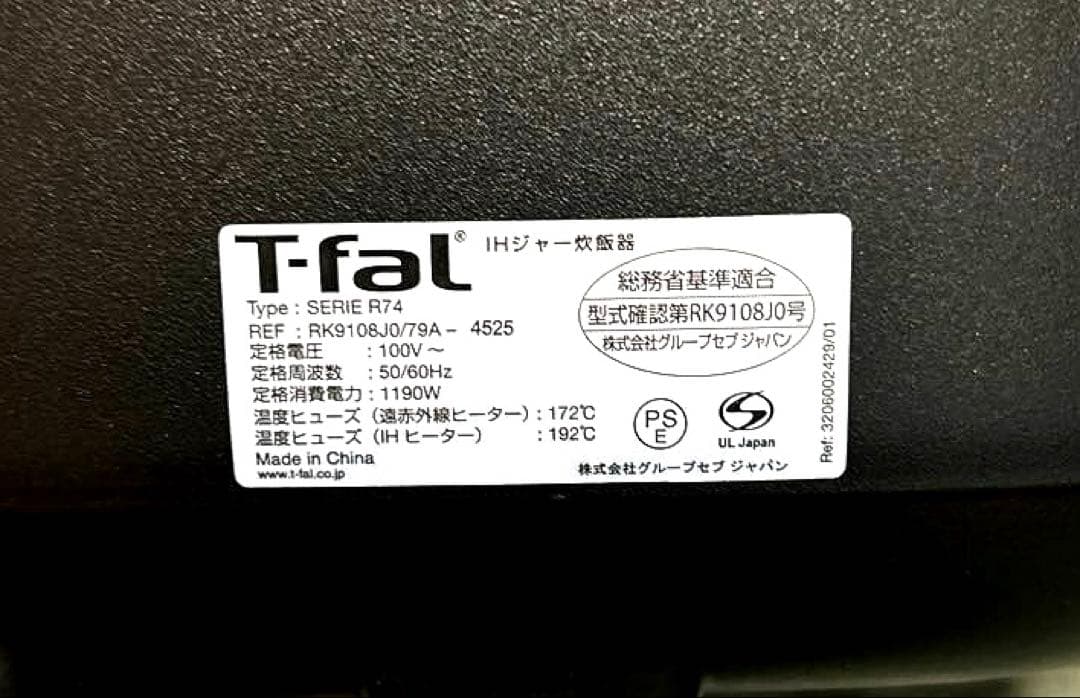 T-fal® IHジャー炊飯器
Type : SERIE R74
REF : RK9108J0/79A - 4525
定格電圧 : 100V～
定格周波数 : 50/60Hz
定格消費電力 : 1190W
温度ヒューズ（遠赤外線ヒーター）: 172℃
温度ヒューズ（IHヒーター） : 192℃
Made in China
www.t-fal.co.jp
総務省基準適合
型式確認第RK9108J0号
株式会社グループセブジャパン
PS
E
S
UL Japan
株式会社グループセブ ジャパン
Ref: 3206002429/01